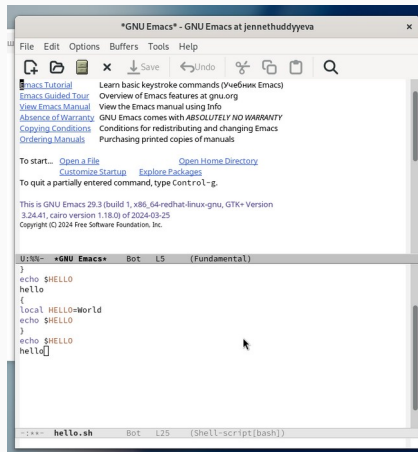 *GNU Emacs* - GNU Emacs at jennethuddyyeva
File Edit Options Buffers Tools Help
Save Undo
Emacs Tutorial Learn basic keystroke commands (Учебник Emacs)
Emacs Guided Tour Overview of Emacs features at gnu.org
View Emacs Manual View the Emacs manual using Info
Absence of Warranty GNU Emacs comes with ABSOLUTELY NO WARRANTY
Copying Conditions Conditions for redistributing and changing Emacs
Ordering Manuals Purchasing printed copies of manuals
To start... Open a File Open Home Directory
Customize Startup Explore Packages
To quit a partially entered command, type Control-g.
This is GNU Emacs 29.3 (build 1, x86_64-redhat-linux-gnu, GTK+ Version
3.24.41, cairo version 1.18.0) of 2024-03-25
Copyright (C) 2024 Free Software Foundation, Inc.
U:%%- *GNU Emacs* Bot L5 (Fundamental)
}
echo $HELLO
hello
{
local HELLO=World
echo $HELLO
}
echo $HELLO
hello
-:**- hello.sh Bot L25 (Shell-script[bash])